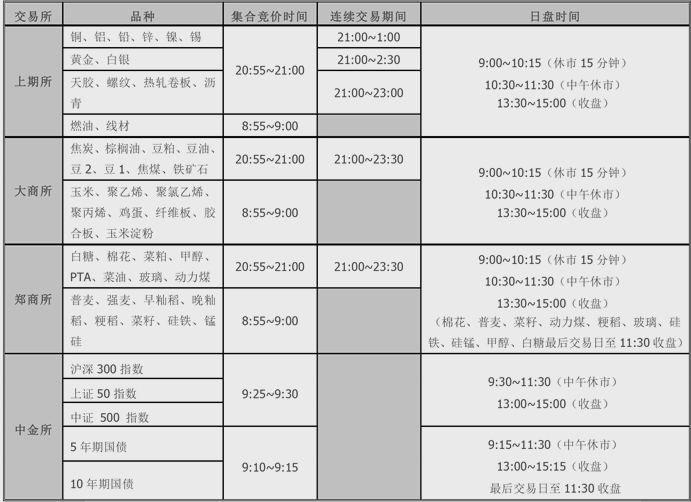 交易所 品种 集合竞价时间 连续交易期间 日盘时间
上期所
铜、铝、铅、锌、镍、锡
黄金、白银
天胶、螺纹、热轧卷板、沥
青
20:55~21:00
21:00~1:00
21:00~2:30
21:00~23:00
燃油、线材 8:55~9:00
9:00~10:15（休市 15 分钟）
10:30~11:30（中午休市）
13:30~15:00（收盘）
大商所
焦炭、棕榈油、豆粕、豆油、
豆 2、豆 1、焦煤、铁矿石
20:55~21:00 21:00~23:30
玉米、聚乙烯、聚氯乙烯、
聚丙烯、鸡蛋、纤维板、胶
合板、玉米淀粉
8:55~9:00
9:00~10:15（休市 15 分钟）
10:30~11:30（中午休市）
13:30~15:00（收盘）
郑商所
白糖、棉花、菜粕、甲醇、
PTA、菜油、玻璃、动力煤
20:55~21:00 21:00~23:30
普麦、强麦、早籼稻、晚籼
稻、粳稻、菜籽、硅铁、锰
硅
8:55~9:00
9:00~10:15（休市 15 分钟）
10:30~11:30（中午休市）
13:30~15:00（收盘）
（棉花、普麦、菜籽、动力煤、粳稻、玻璃、硅
铁、硅锰、甲醇、白糖最后交易日至 11:30 收盘）
中金所
沪深 300 指数
上证 50 指数
中证 500 指数
9:25~9:30
9:30~11:30（中午休市）
13:00~15:00（收盘）
5 年期国债
10 年期国债
9:10~9:15
9:15~11:30（中午休市）
13:00~15:15（收盘）
最后交易日至 11:30 收盘